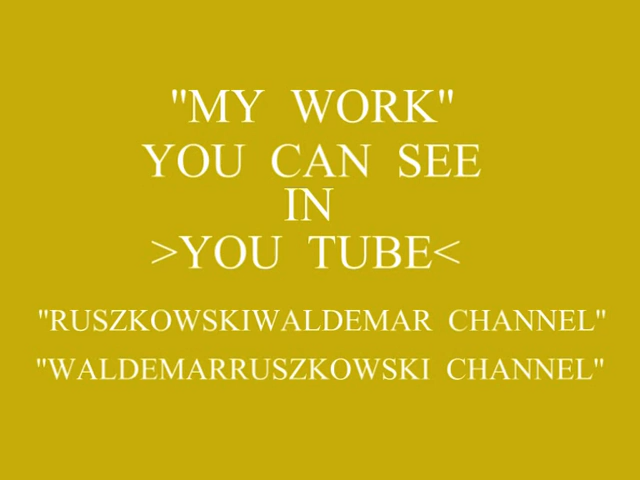 "MY WORK"
YOU CAN SEE
IN
>YOU TUBE<
"RUSZKOWSKIWALDEMAR CHANNEL"
"WALDEMARRUSZKOWSKI CHANNEL"